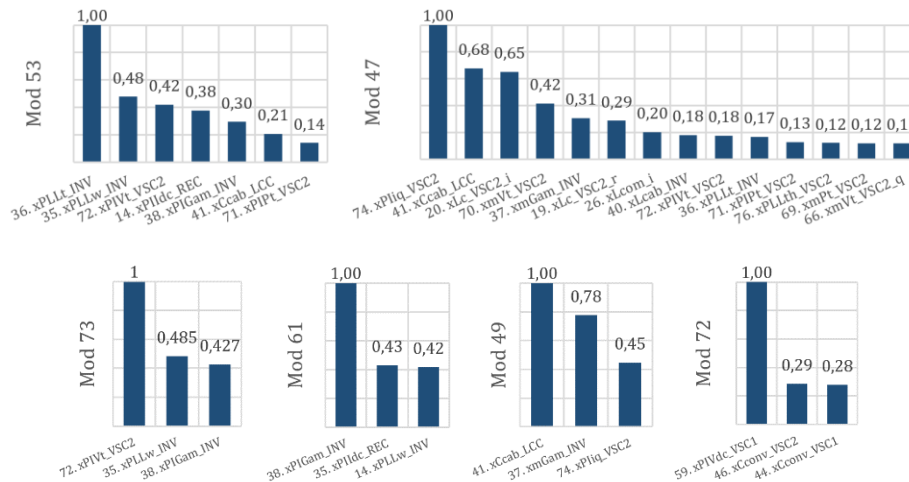 Mod 53
1,00
0,48
0,42
0,38
0,30
0,21
0,14
36. xPLLt_INV
35. xPLLw_INV
72. xPIVt_VSC2
14. xPIIdc_REC
38. xPIGam_INV
41. xCcab_LCC
71. xPIPt_VSC2
Mod 47
1,00
0,68
0,65
0,42
0,31
0,29
0,20
0,18
0,18
0,17
0,13
0,12
0,12
0,1
74. xPIiq_VSC2
41. xCcab_LCC
20. xLc_VSC2_i
70. xmVt_VSC2
37. xmGam_INV
19. xLc_VSC2_r
26. xLcom_i
40. xLcab_INV
72. xPIVt_VSC2
36. xPLLt_INV
71. xPIPt_VSC2
76. xPLLth_VSC2
69. xmPt_VSC2
66. xmVt_VSC2_q
Mod 73
1
0,485
0,427
72. xPIVt_VSC2
35. xPLLw_INV
38. xPIGam_INV
Mod 61
1,00
0,43
0,42
38. xPIGam_INV
35. xPIIdc_REC
14. xPLLw_INV
Mod 49
1,00
0,78
0,45
41. xCcab_LCC
37. xmGam_INV
74. xPIiq_VSC2
Mod 72
1,00
0,29
0,28
59. xPIVdc_VSC1
46. xCconv_VSC2
44. xCconv_VSC1